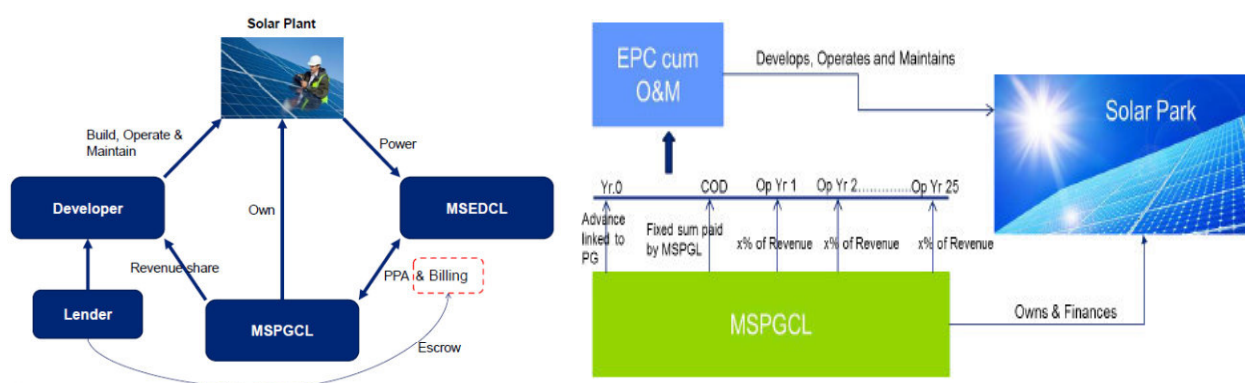 Solar Plant
Build, Operate &
Maintain
Power
Developer
Own
MSEDCL
Revenue share
PPA & Billing
Lender
MSPGCL
Escrow
EPC cum
O&M
Develops, Operates and Maintains
Solar Park
Yr.0
COD
Op Yr 1
Op Yr 2...............Op Yr 25
Advance
linked to
PG
Fixed sum paid
by MSPGL
x% of Revenue
x% of Revenue
x% of Revenue
MSPGCL
Owns & Finances